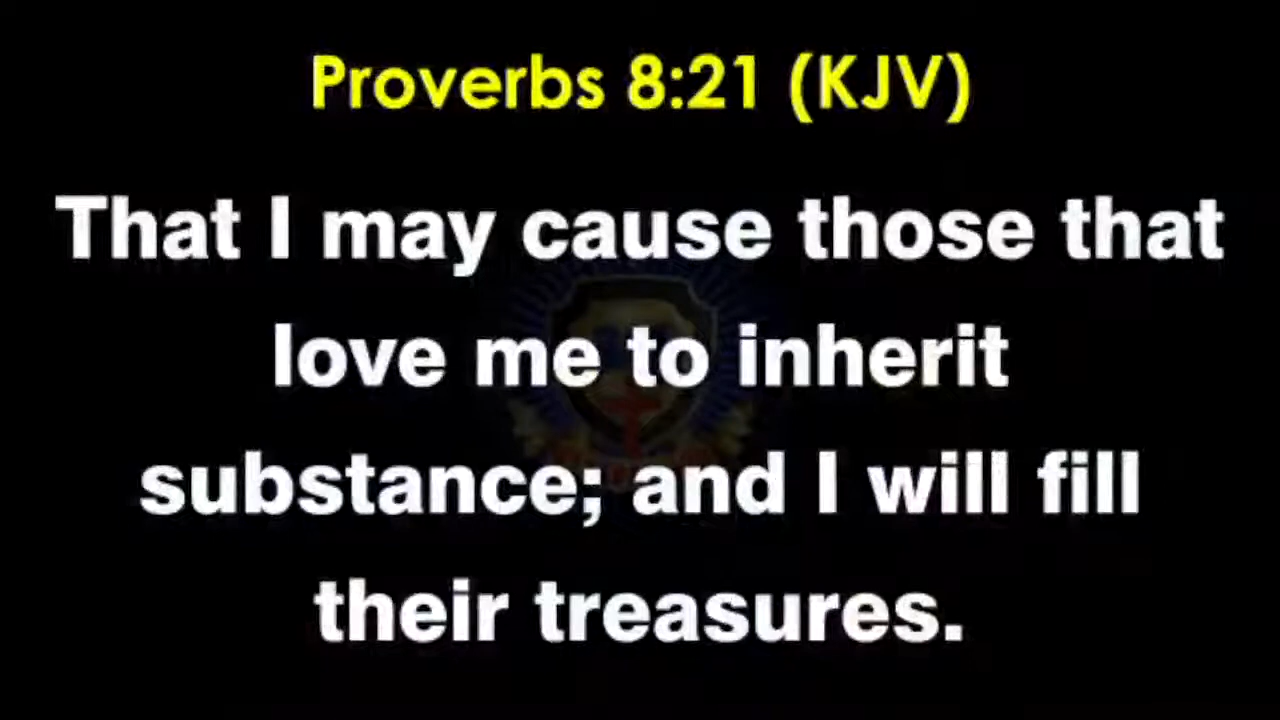 Proverbs 8:21 (KJV)
That I may cause those that
love me to inherit
substance; and I will fill
their treasures.